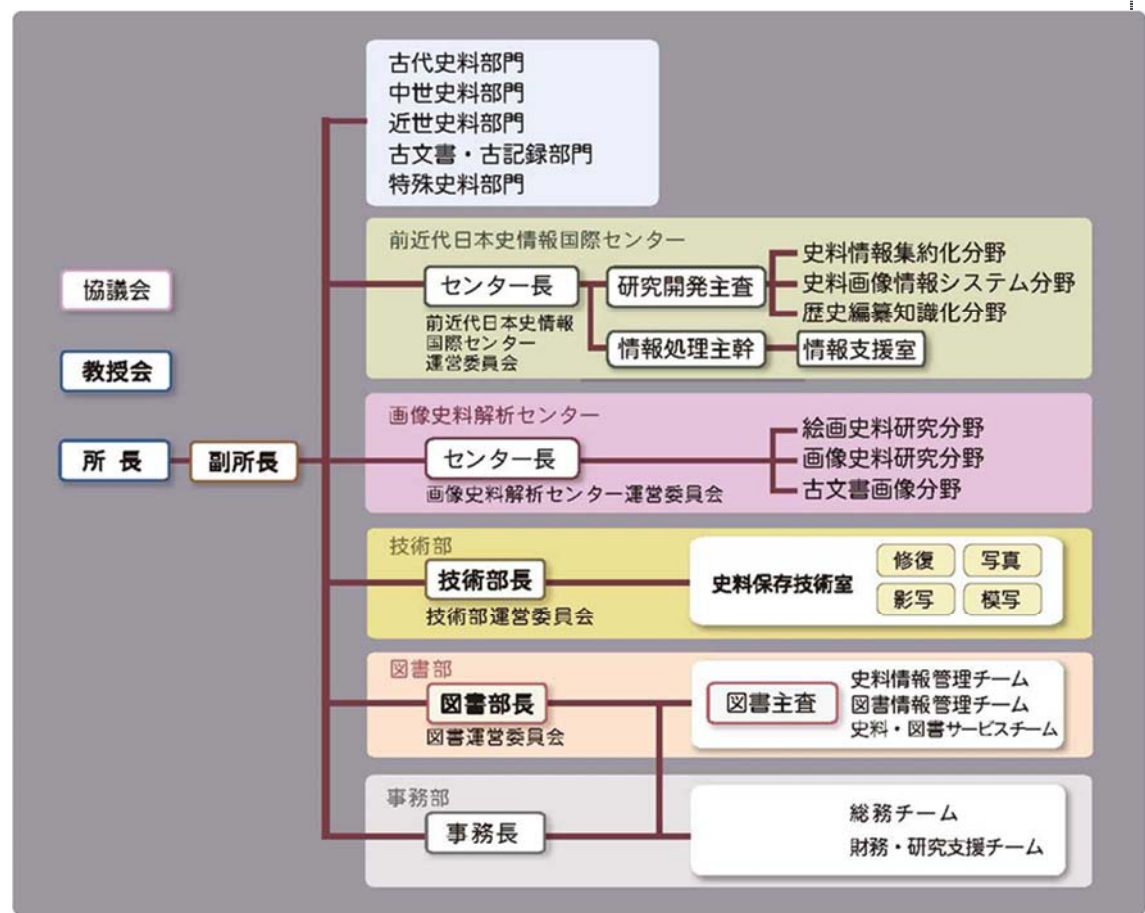 協議会
教授会
所 長
副所長
古代史料部門
中世史料部門
近世史料部門
古文書・古記録部門
特殊史料部門
前近代日本史情報国際センター
センター長
前近代日本史情報
国際センター
運営委員会
研究開発主査
史料情報集約化分野
史料画像情報システム分野
歴史編纂知識化分野
情報処理主幹
情報支援室
画像史料解析センター
センター長
画像史料解析センター運営委員会
絵画史料研究分野
画像史料研究分野
古文書画像分野
技術部
技術部長
技術部運営委員会
史料保存技術室
修復
写真
影写
模写
図書部
図書部長
図書運営委員会
図書主査
史料情報管理チーム
図書情報管理チーム
史料・図書サービスチーム
事務部
事務長
総務チーム
財務・研究支援チーム